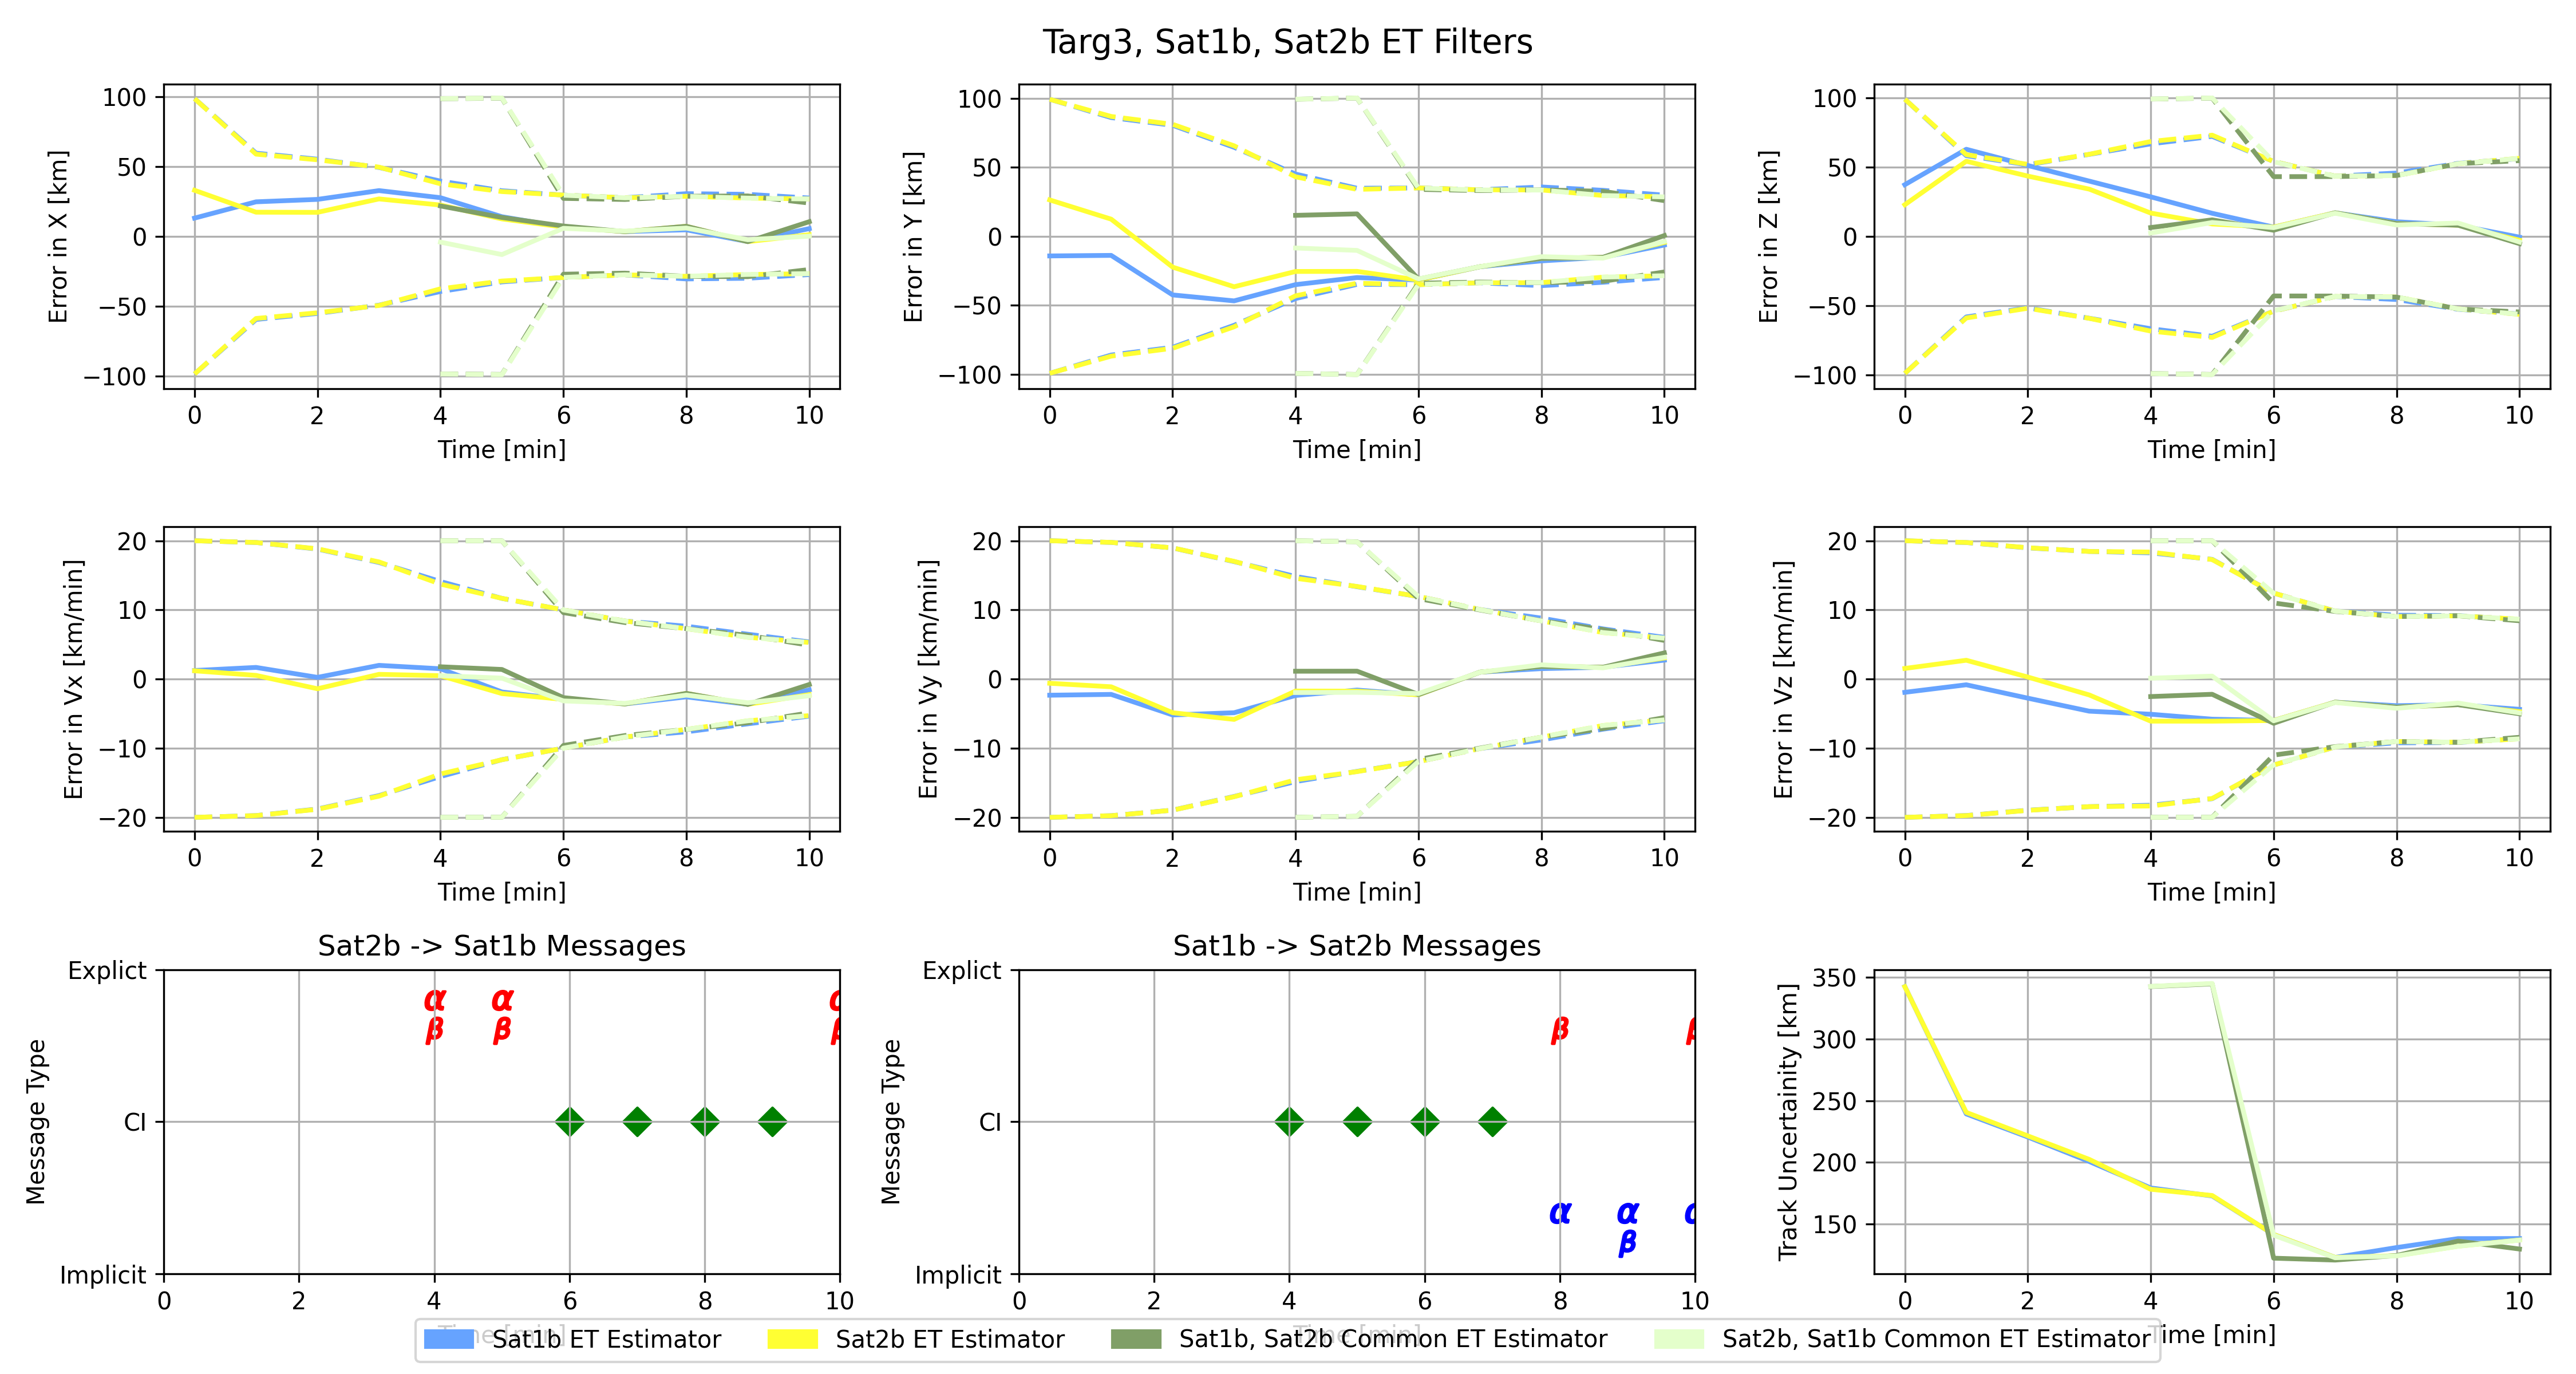 Targ3, Sat1b, Sat2b ET Filters
Error in X [km]
100
50
0
−50
−100
0 2 4 6 8 10
Time [min]
Error in Y [km]
100
50
0
−50
−100
0 2 4 6 8 10
Time [min]
Error in Z [km]
100
50
0
−50
−100
0 2 4 6 8 10
Time [min]
Error in Vx [km/min]
20
10
0
−10
−20
0 2 4 6 8 10
Time [min]
Error in Vy [km/min]
20
10
0
−10
−20
0 2 4 6 8 10
Time [min]
Error in Vz [km/min]
20
10
0
−10
−20
0 2 4 6 8 10
Time [min]
Sat2b -> Sat1b Messages
Message Type
Explict
CI
Implicit
α α α
β β β
0 2 4 6 8 10
Time [min]
Sat1b -> Sat2b Messages
Message Type
Explict
CI
Implicit
β β
α α α
β
0 2 4 6 8 10
Time [min]
Track Uncertainity [km]
350
300
250
200
150
0 2 4 6 8 10
Time [min]
Sat1b ET Estimator Sat2b ET Estimator Sat1b, Sat2b Common ET Estimator Sat2b, Sat1b Common ET Estimator